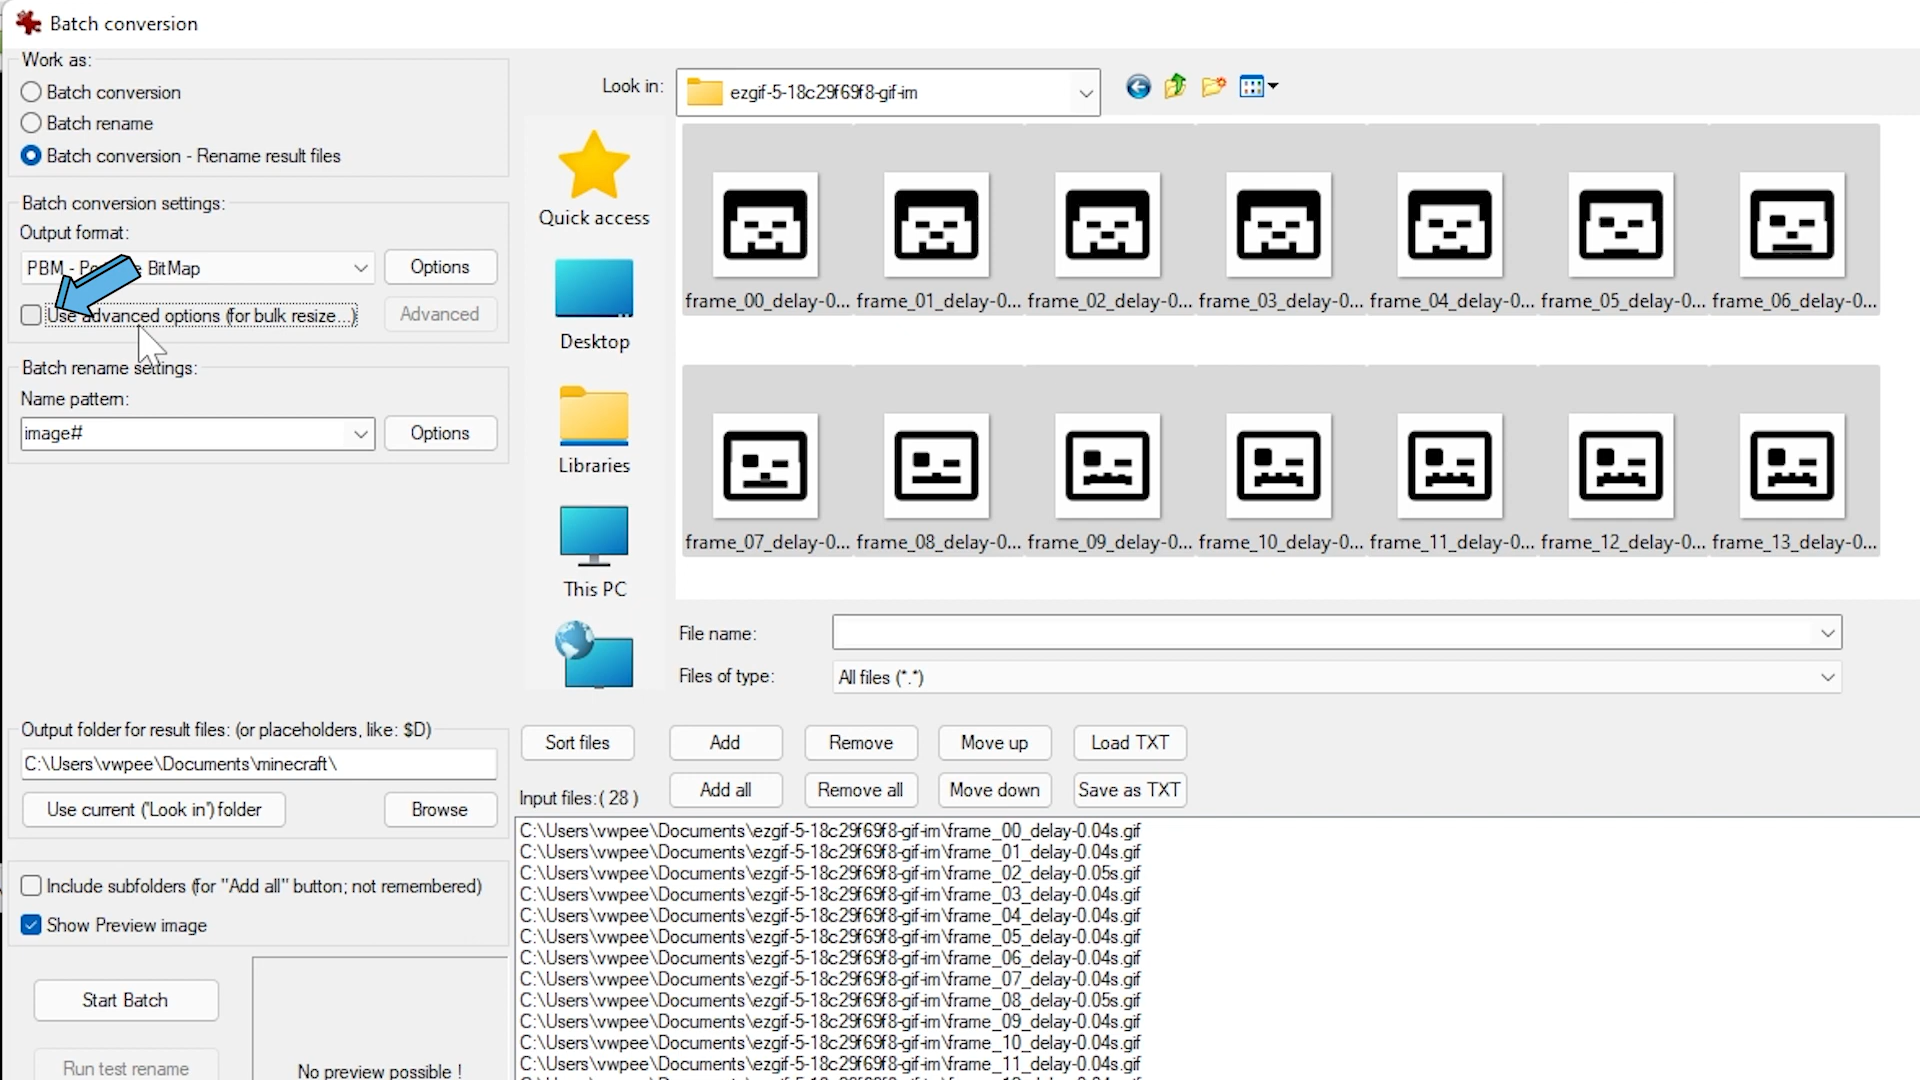 Batch conversion
Work as:
Batch conversion
Batch rename
Batch conversion - Rename result files
Batch conversion settings:
Output format:
PBM - Po BitMap
Options
Use advanced options (for bulk resize...)
Advanced
Batch rename settings:
Name pattern:
image#
Options
Look in:
ezgif-5-18c29f69f8-gif-im
Quick access
Desktop
Libraries
This PC
frame_00_delay-0... frame_01_delay-0... frame_02_delay-0... frame_03_delay-0... frame_04_delay-0... frame_05_delay-0... frame_06_delay-0...
frame_07_delay-0... frame_08_delay-0... frame_09_delay-0... frame_10_delay-0... frame_11_delay-0... frame_12_delay-0... frame_13_delay-0...
File name:
Files of type:
All files (*.*)
Output folder for result files: (or placeholders, like: $D)
C:\Users\vwpee\Documents\minecraft\
Use current ('Look in') folder
Browse
Include subfolders (for "Add all" button; not remembered)
Show Preview image
Start Batch
Run test rename
No preview possible !
Sort files
Add
Remove
Move up
Load TXT
Input files: ( 28 )
Add all
Remove all
Move down
Save as TXT
C:\Users\vwpee\Documents\ezgif-5-18c29f69f8-gif-im\frame_00_delay-0.04s.gif
C:\Users\vwpee\Documents\ezgif-5-18c29f69f8-gif-im\frame_01_delay-0.04s.gif
C:\Users\vwpee\Documents\ezgif-5-18c29f69f8-gif-im\frame_02_delay-0.05s.gif
C:\Users\vwpee\Documents\ezgif-5-18c29f69f8-gif-im\frame_03_delay-0.04s.gif
C:\Users\vwpee\Documents\ezgif-5-18c29f69f8-gif-im\frame_04_delay-0.04s.gif
C:\Users\vwpee\Documents\ezgif-5-18c29f69f8-gif-im\frame_05_delay-0.04s.gif
C:\Users\vwpee\Documents\ezgif-5-18c29f69f8-gif-im\frame_06_delay-0.04s.gif
C:\Users\vwpee\Documents\ezgif-5-18c29f69f8-gif-im\frame_07_delay-0.04s.gif
C:\Users\vwpee\Documents\ezgif-5-18c29f69f8-gif-im\frame_08_delay-0.05s.gif
C:\Users\vwpee\Documents\ezgif-5-18c29f69f8-gif-im\frame_09_delay-0.04s.gif
C:\Users\vwpee\Documents\ezgif-5-18c29f69f8-gif-im\frame_10_delay-0.04s.gif
C:\Users\vwpee\Documents\ezgif-5-18c29f69f8-gif-im\frame_11_delay-0.04s.gif